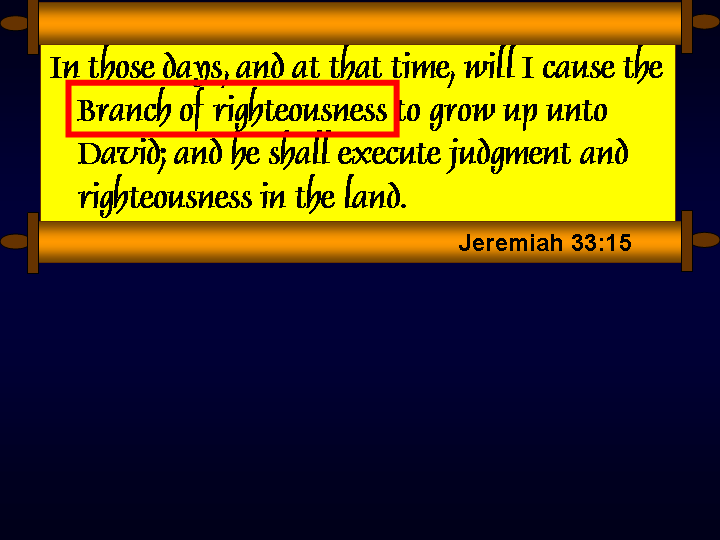 In those days, and at that time, will I cause the
Branch of righteousness to grow up unto
David; and he shall execute judgment and
righteousness in the land.
Jeremiah 33:15